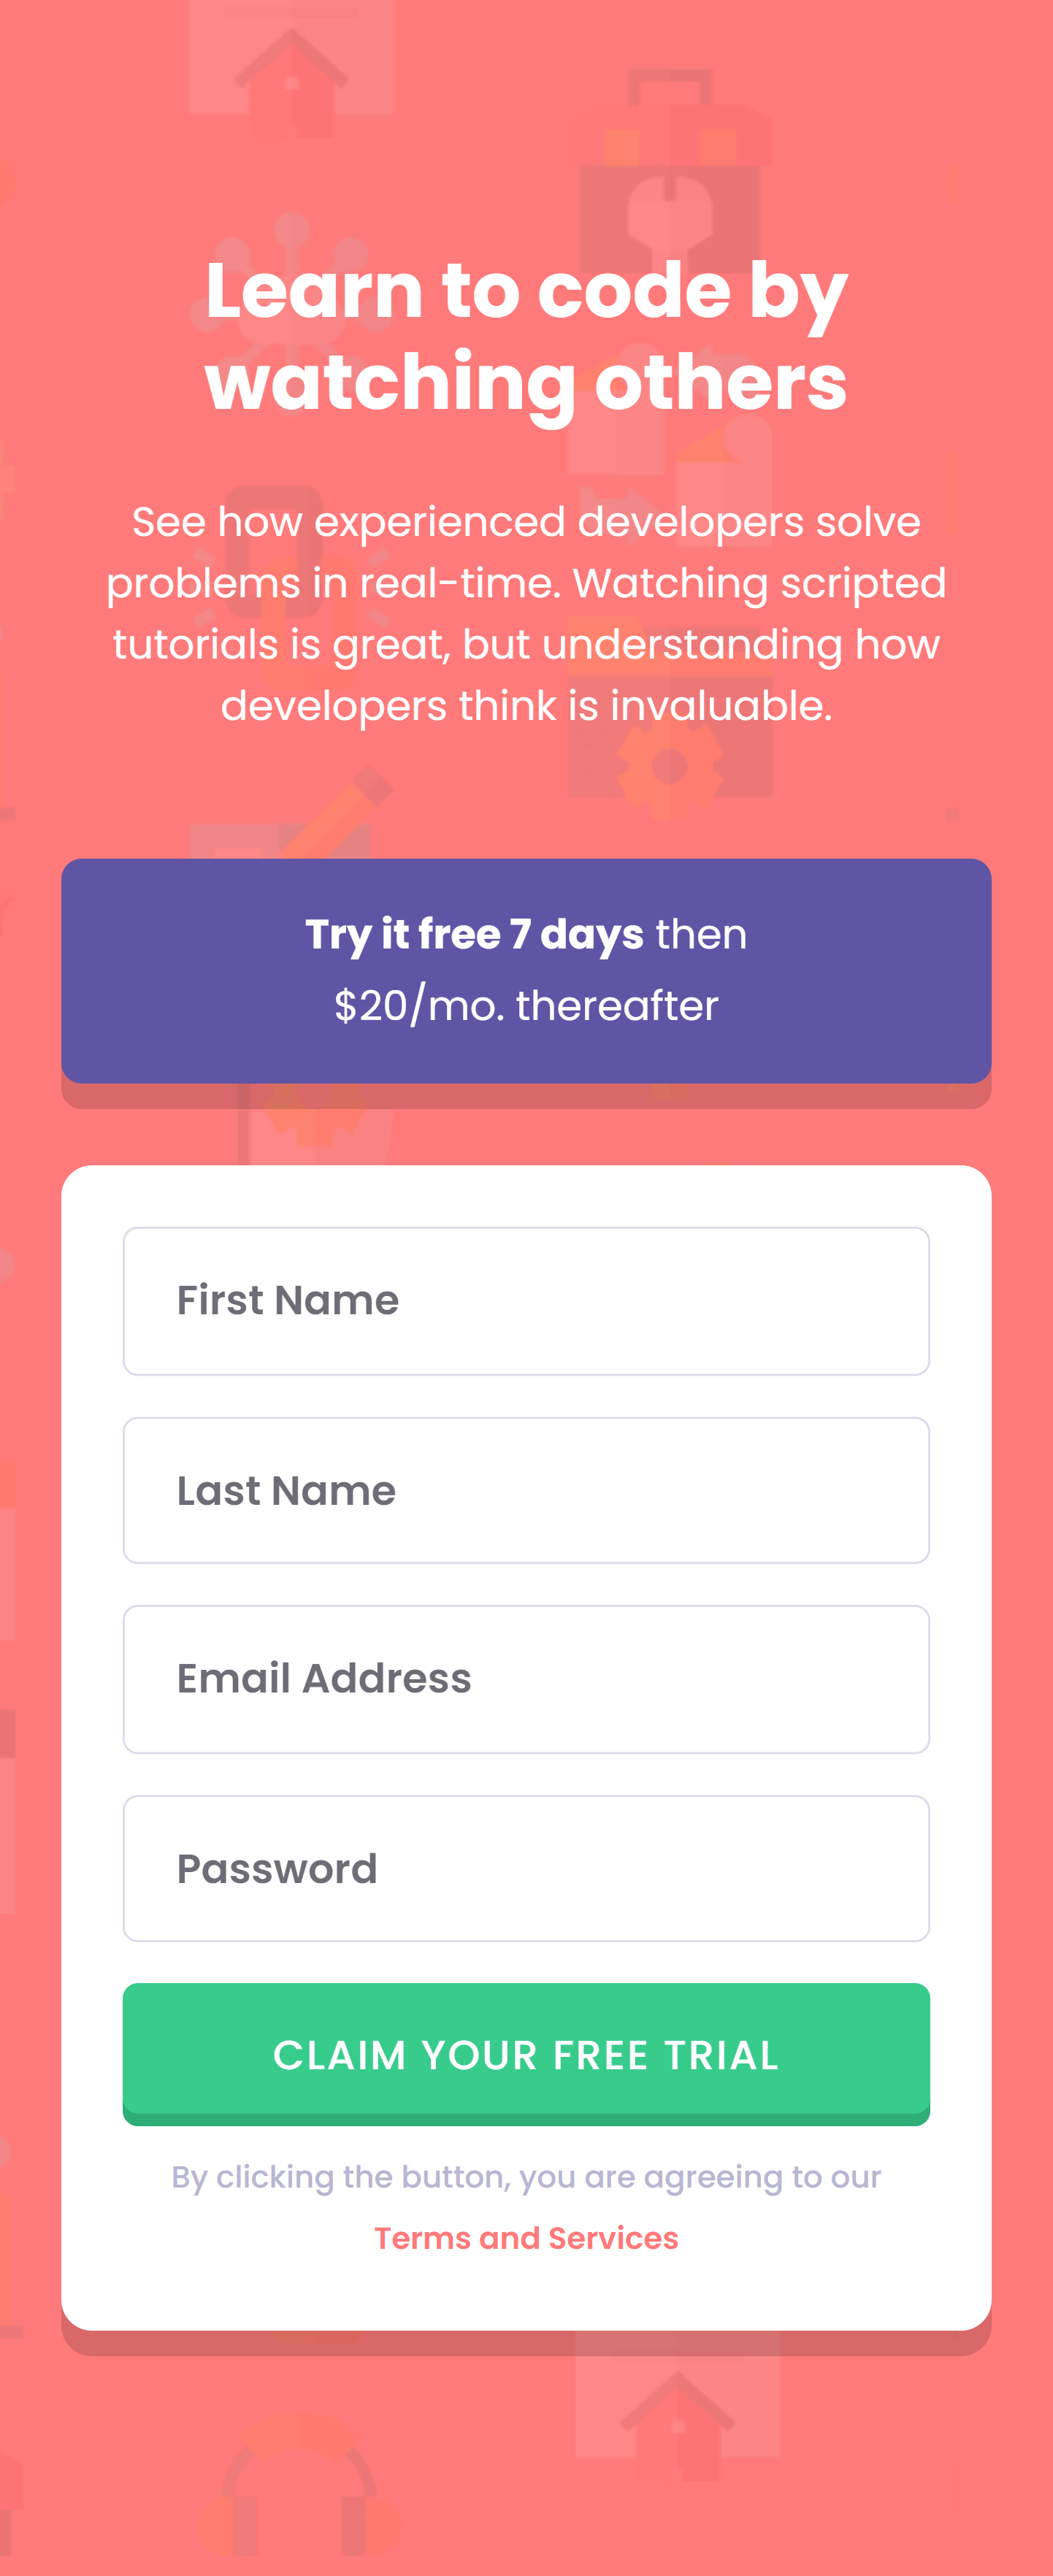 Learn to code by
watching others
See how experienced developers solve
problems in real-time. Watching scripted
tutorials is great, but understanding how
developers think is invaluable.
Try it free 7 days then
$20/mo. thereafter
First Name
Last Name
Email Address
Password
CLAIM YOUR FREE TRIAL
By clicking the button, you are agreeing to our
Terms and Services